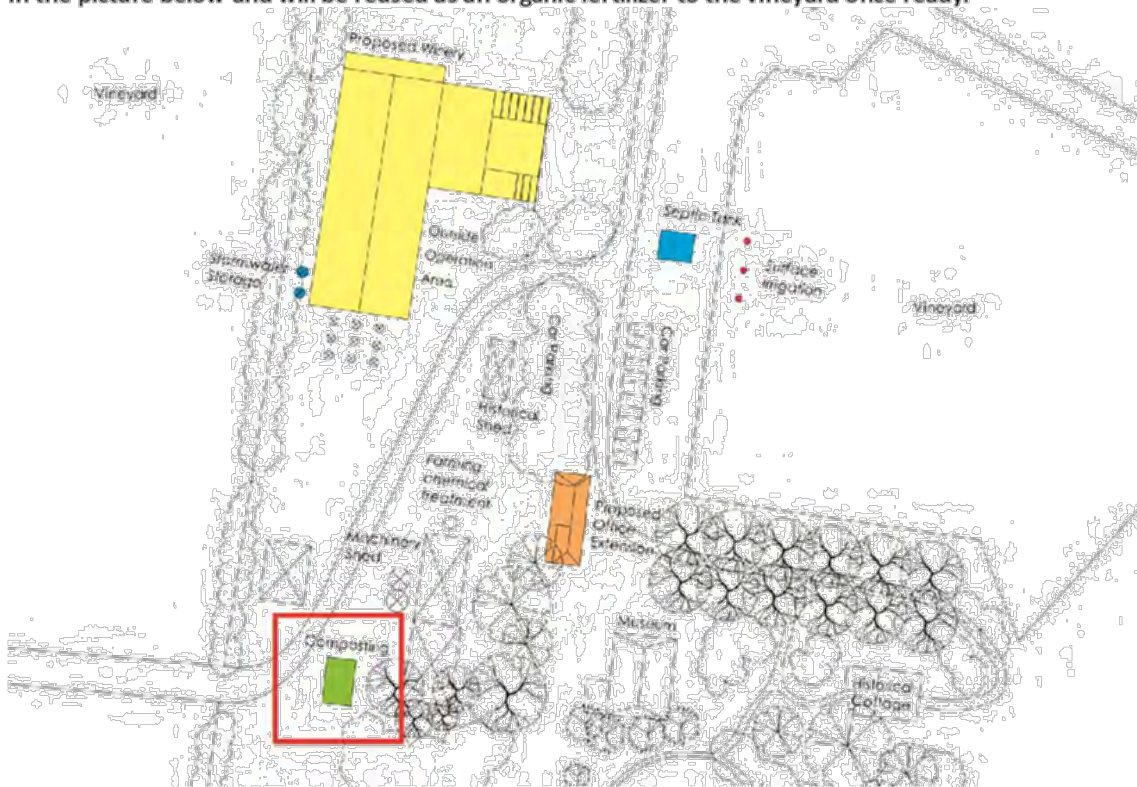 in the picture below and will be reused as an organic fertilizer to the vineyard once ready.
Proposed Wicery
Vineyard
Septic Tank
Outside
Operation
Area
Stormwater
Storage
Surface
Irrigation
Vineyard
Car Parking
Car Parking
Historical
Shed
Farming
chemical
treatment
Proposed
Office
Extension
Machinery
Shed
Museum
Composting
Historical
Cottage